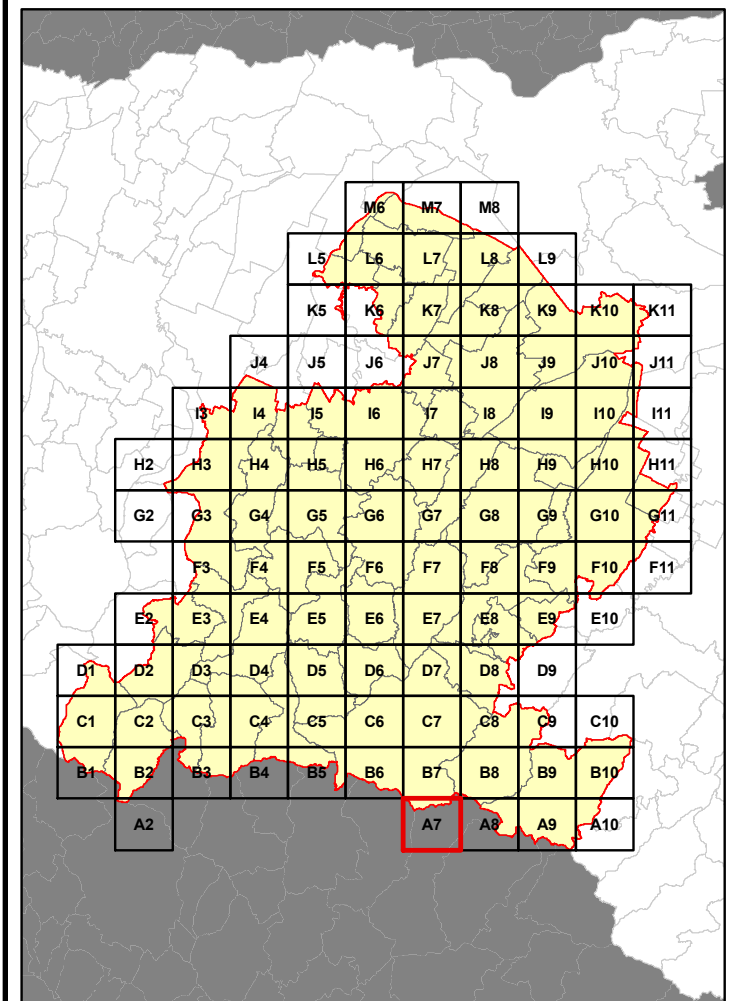 M6 M7 M8
L5 L6 L7 L8 L9
K5 K6 K7 K8 K9 K10 K11
J4 J5 J6 J7 J8 J9 J10 J11
I3 I4 I5 I6 I7 I8 I9 I10 I11
H2 H3 H4 H5 H6 H7 H8 H9 H10 H11
G2 G3 G4 G5 G6 G7 G8 G9 G10 G11
F3 F4 F5 F6 F7 F8 F9 F10 F11
E2 E3 E4 E5 E6 E7 E8 E9 E10
D1 D2 D3 D4 D5 D6 D7 D8 D9
C1 C2 C3 C4 C5 C6 C7 C8 C9 C10
B1 B2 B3 B4 B5 B6 B7 B8 B9 B10
A2 A7 A8 A9 A10